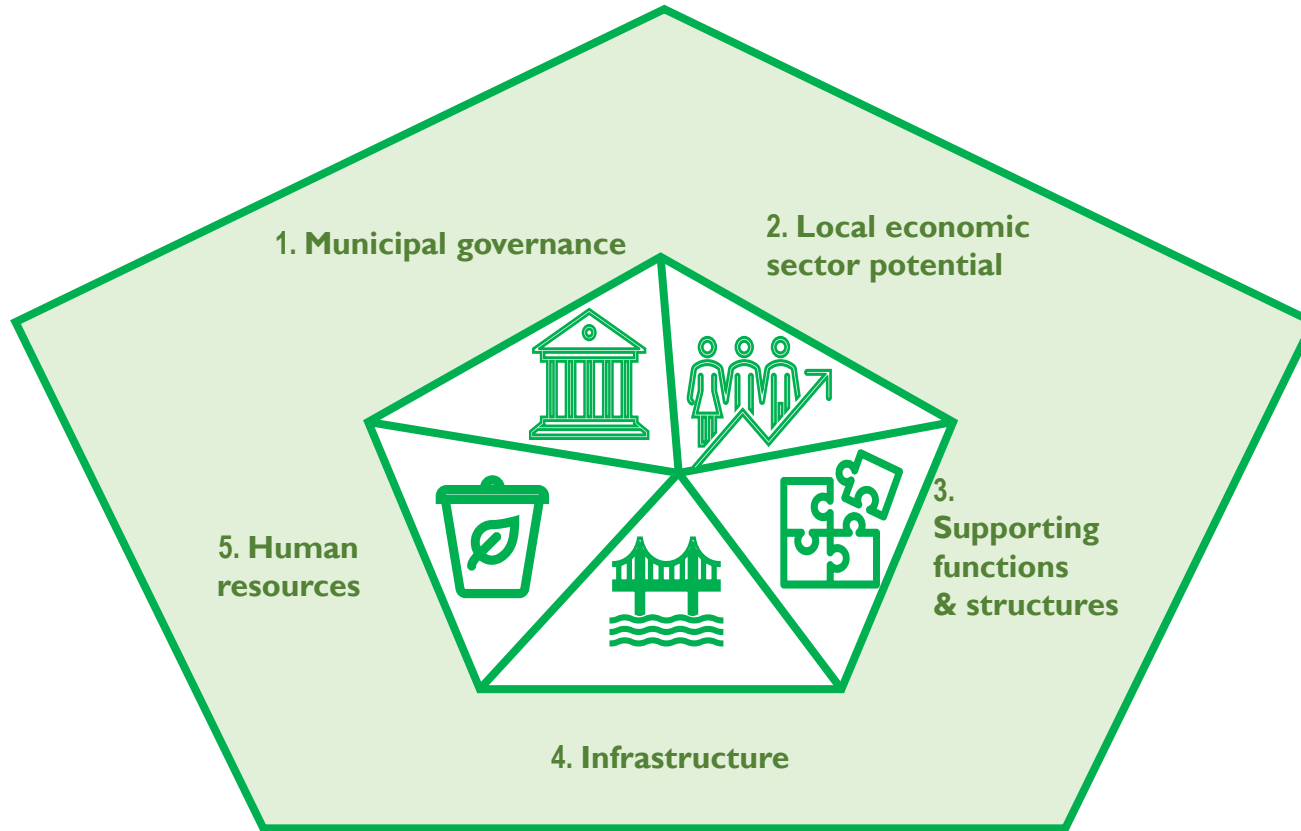 1. Municipal governance
2. Local economic
sector potential
3.
Supporting
functions
& structures
4. Infrastructure
5. Human
resources